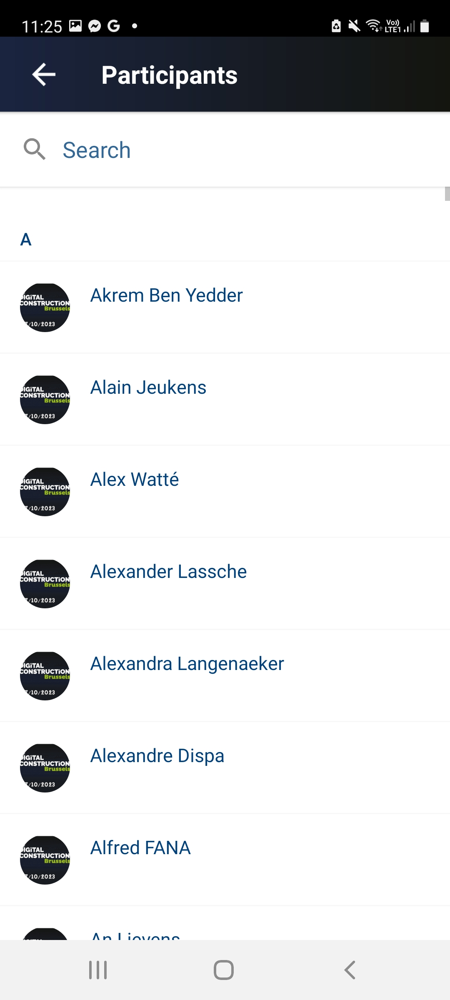 11:25
Vo))
LTE1
Participants
Search
A
Akrem Ben Yedder
IGITAL
CONSTRUCTION
Brussels
/10/2023
Alain Jeukens
IGITAL
CONSTRUCTION
Brussels
/10/2023
Alex Watté
IGITAL
CONSTRUCTION
Brussels
/10/2023
Alexander Lassche
IGITAL
CONSTRUCTION
Brussels
/10/2023
Alexandra Langenaeker
IGITAL
CONSTRUCTION
Brussels
/10/2023
Alexandre Dispa
IGITAL
CONSTRUCTION
Brussels
/10/2023
Alfred FANA
IGITAL
CONSTRUCTION
Brussels
/10/2023
An Lievens